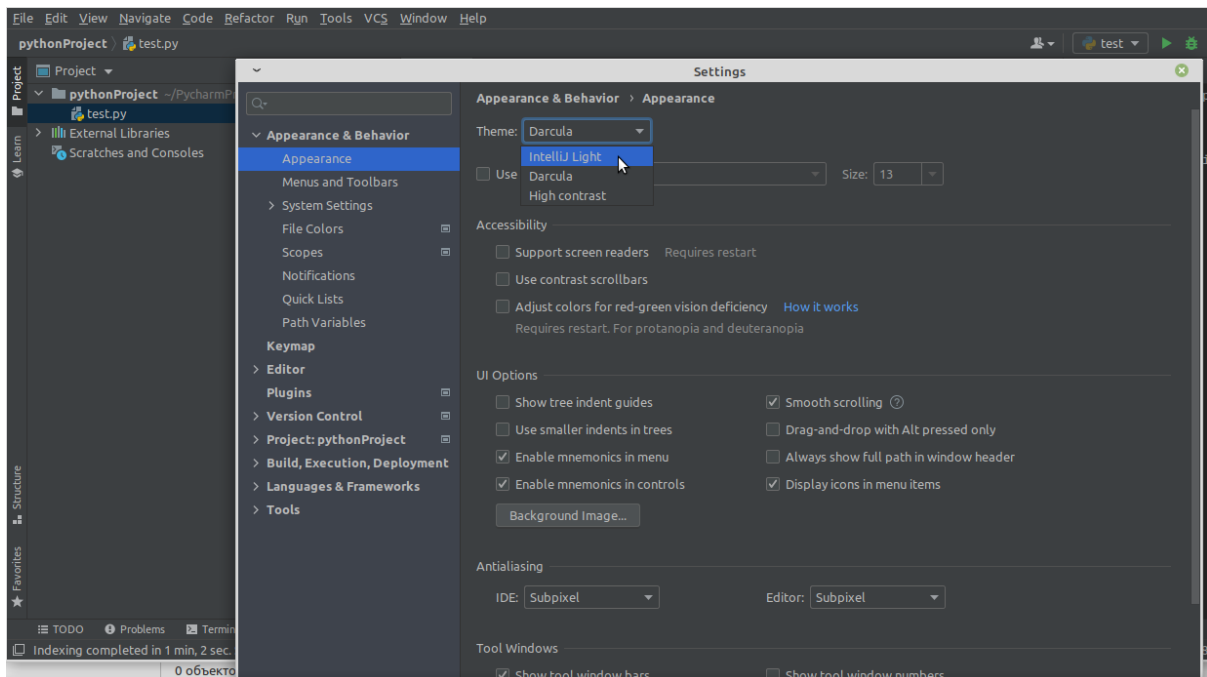 File Edit View Navigate Code Refactor Run Tools VCS Window Help
pythonProject test.py
test
Project
Project
pythonProject ~/PycharmP
test.py
External Libraries
Scratches and Consoles
Learn
Structure
Favorites
TODO Problems Termin
Indexing completed in 1 min, 2 sec.
0 объекто
Settings
Appearance & Behavior
Appearance
Menus and Toolbars
System Settings
File Colors
Scopes
Notifications
Quick Lists
Path Variables
Keymap
Editor
Plugins
Version Control
Project: pythonProject
Build, Execution, Deployment
Languages & Frameworks
Tools
Appearance & Behavior › Appearance
Theme: Darcula
IntelliJ Light
Darcula
High contrast
Use
Size: 13
Accessibility
Support screen readers Requires restart
Use contrast scrollbars
Adjust colors for red-green vision deficiency How it works
Requires restart. For protanopia and deuteranopia
UI Options
Show tree indent guides Smooth scrolling ?
Use smaller indents in trees Drag-and-drop with Alt pressed only
Enable mnemonics in menu Always show full path in window header
Enable mnemonics in controls Display icons in menu items
Background Image...
Antialiasing
IDE: Subpixel Editor: Subpixel
Tool Windows
Show tool window bars Show tool window numbers